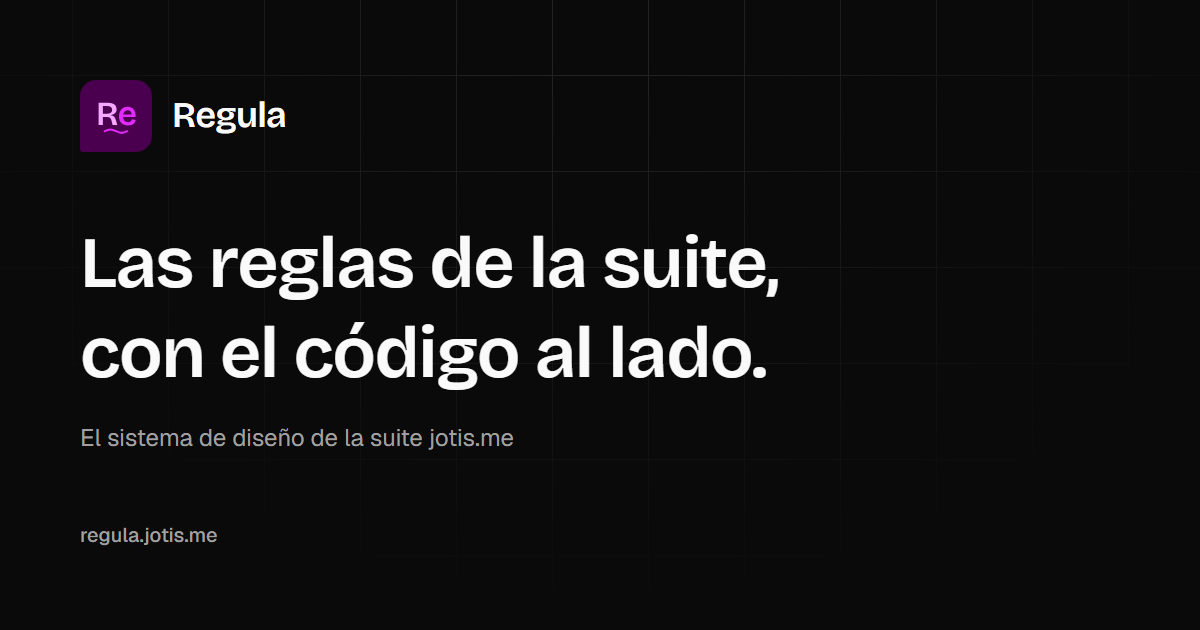 Re
Regula
Las reglas de la suite,
con el código al lado.
El sistema de diseño de la suite jotis.me
regula.jotis.me